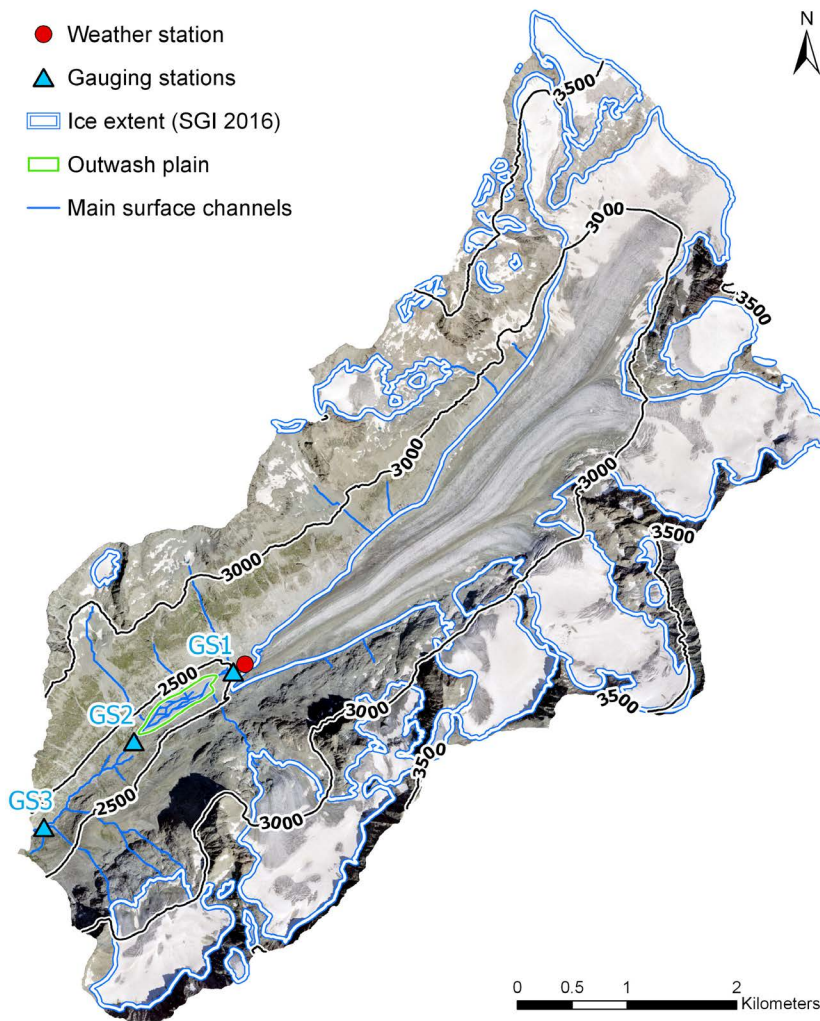 N
Weather station
Gauging stations
Ice extent (SGI 2016)
Outwash plain
Main surface channels
3500
3000
3500
3000
3000
3500
3000
GS1
2500
GS2
3000
3500
3500
GS3
2500
3000
0 0.5 1 2
Kilometers